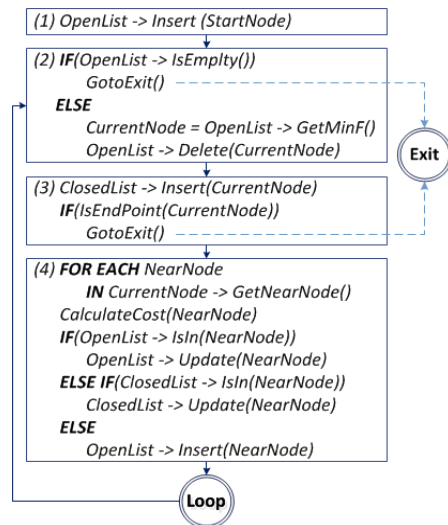 (1) OpenList -> Insert (StartNode)
(2) IF(OpenList -> IsEmplty())
GotoExit()
ELSE
CurrentNode = OpenList -> GetMinF()
OpenList -> Delete(CurrentNode)
Exit
(3) ClosedList -> Insert(CurrentNode)
IF(IsEndPoint(CurrentNode))
GotoExit()
(4) FOR EACH NearNode
IN CurrentNode -> GetNearNode()
CalculateCost(NearNode)
IF(OpenList -> IsIn(NearNode))
OpenList -> Update(NearNode)
ELSE IF(ClosedList -> IsIn(NearNode))
ClosedList -> Update(NearNode)
ELSE
OpenList -> Insert(NearNode)
Loop